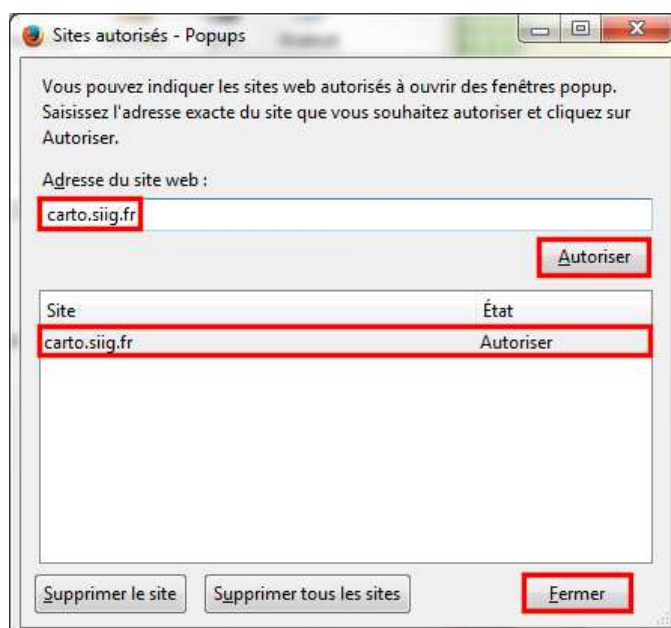 Sites autorisés - Popups
Vous pouvez indiquer les sites web autorisés à ouvrir des fenêtres popup.
Saisissez l'adresse exacte du site que vous souhaitez autoriser et cliquez sur
Autoriser.
Adresse du site web :
carto.siig.fr
Autoriser
Site État
carto.siig.fr Autoriser
Supprimer le site Supprimer tous les sites Fermer